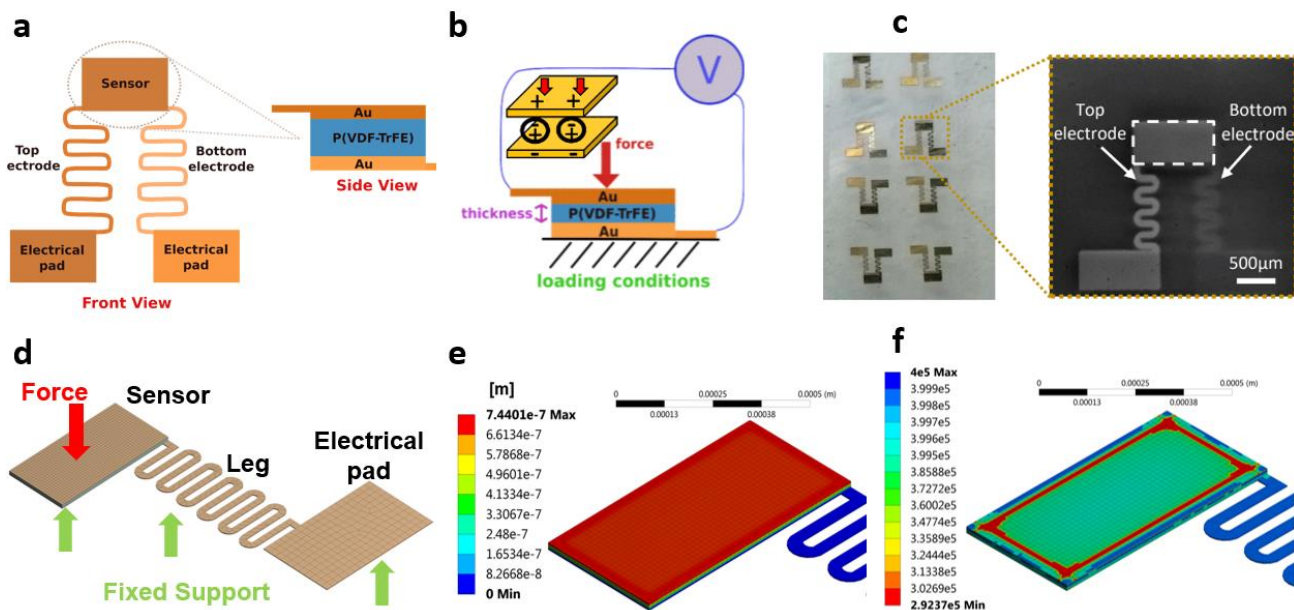 a
Sensor
Top
ectrode
Bottom
electrode
Electrical
pad
Electrical
pad
Front View
Au
P(VDF-TrFE)
Au
Side View
b
V
+ +
+ +
- -
- -
force
Au
thickness
P(VDF-TrFE)
Au
loading conditions
c
Top
electrode
Bottom
electrode
500μm
d
Force
Sensor
Leg
Electrical
pad
Fixed Support
e
[m]
7.4401e-7 Max
6.6134e-7
5.7868e-7
4.9601e-7
4.1334e-7
3.3067e-7
2.48e-7
1.6534e-7
8.2668e-8
0 Min
0 0.00025 0.0005 (m)
0.00013 0.00038
f
4e5 Max
3.999e5
3.998e5
3.997e5
3.996e5
3.995e5
3.8588e5
3.7272e5
3.6002e5
3.4774e5
3.3589e5
3.2444e5
3.1338e5
3.0269e5
2.9237e5 Min
0 0.00025 0.0005 (m)
0.00013 0.00038